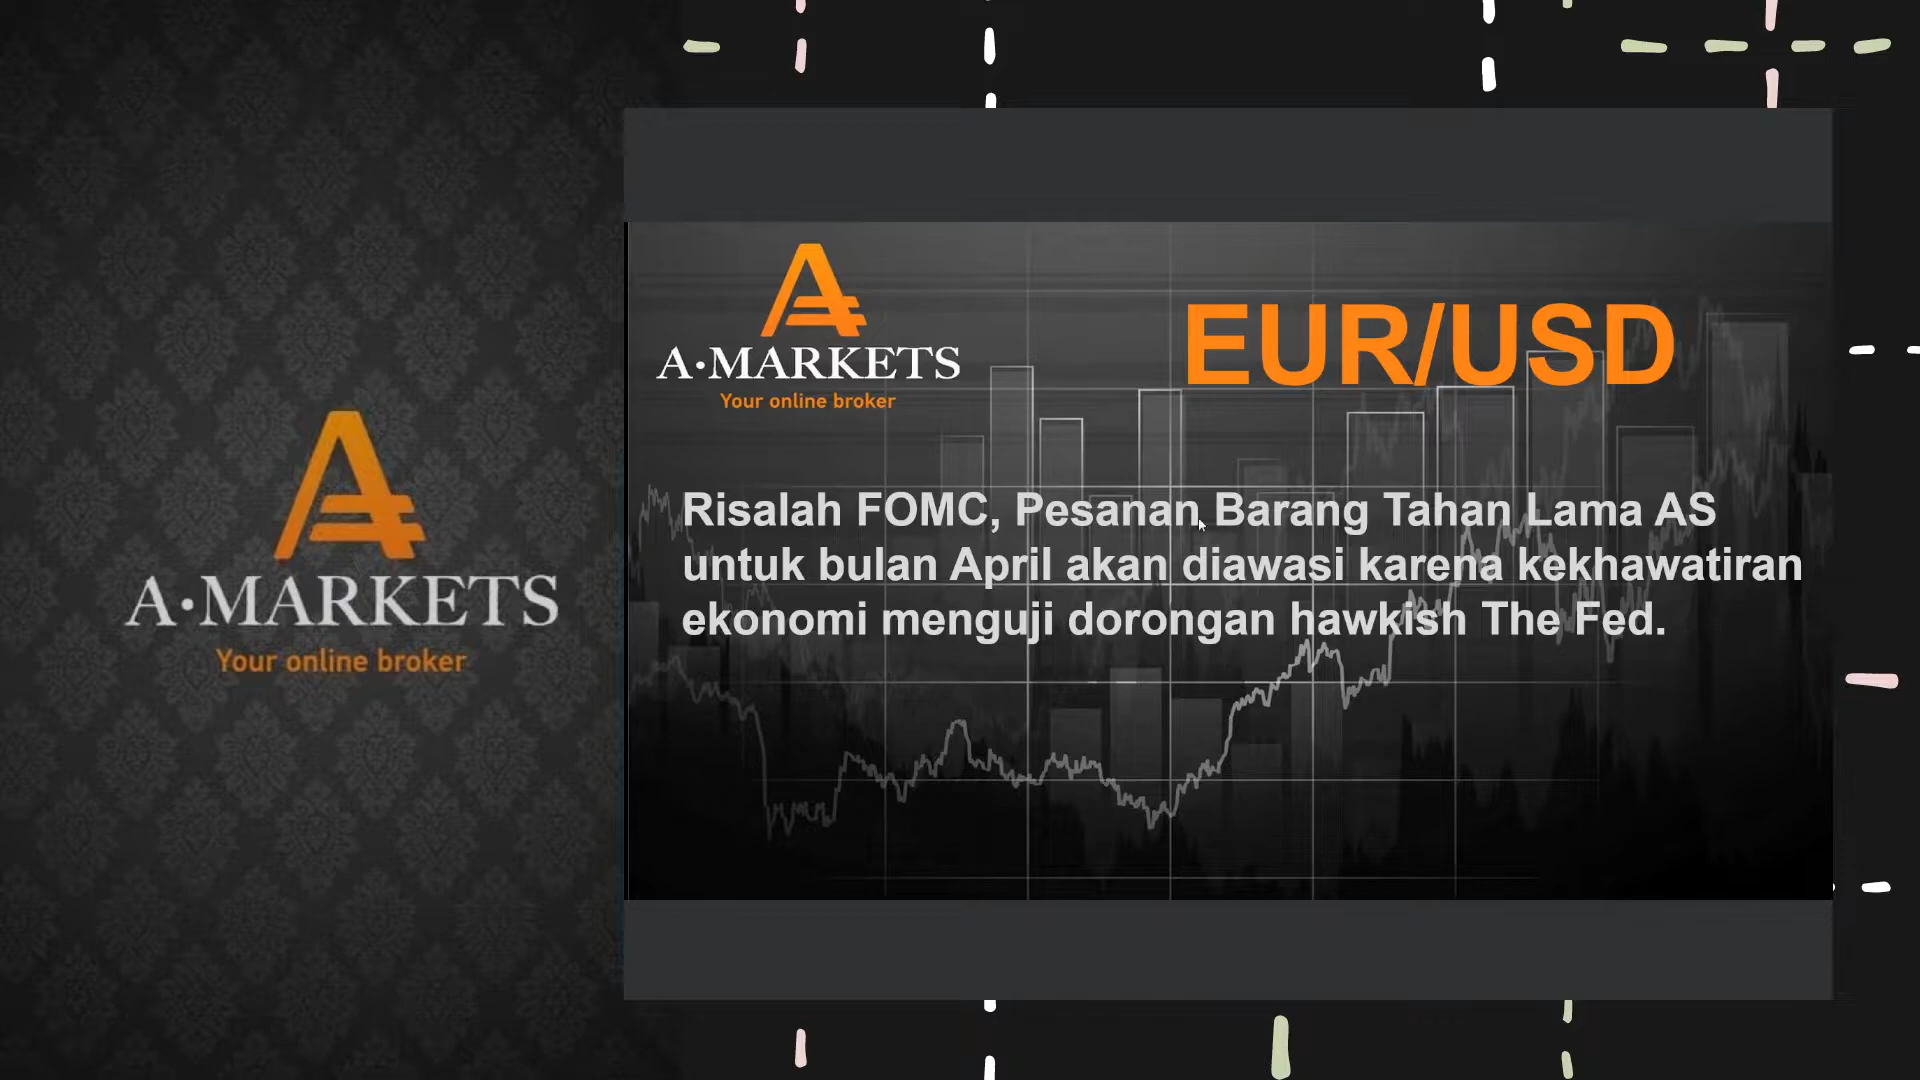 A·MARKETS
Your online broker
A·MARKETS
Your online broker
EUR/USD
Risalah FOMC, Pesanan Barang Tahan Lama AS
untuk bulan April akan diawasi karena kekhawatiran
ekonomi menguji dorongan hawkish The Fed.